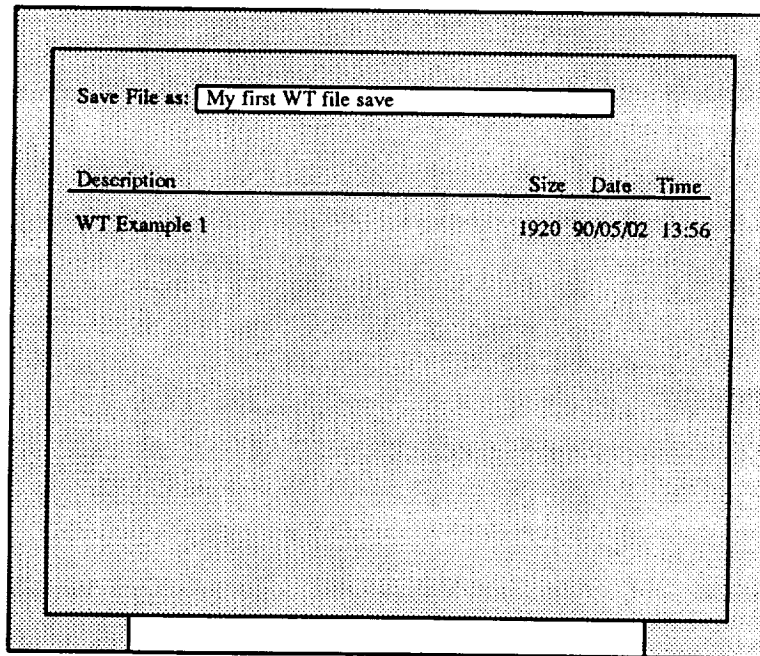 Save File as: My first WT file save
Description Size Date Time
WT Example 1 1920 90/05/02 13:56